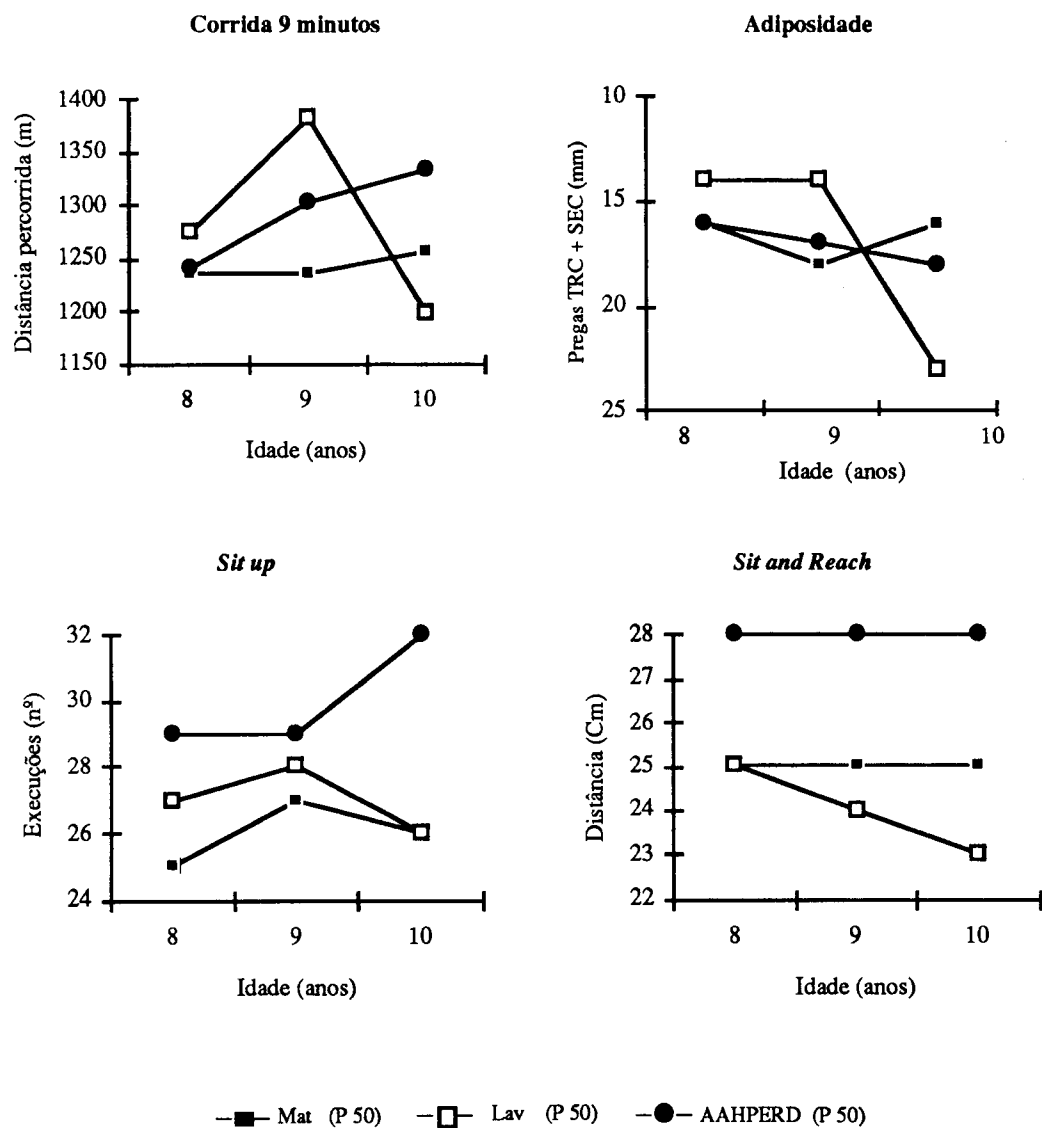 Corrida 9 minutos
Distância percorrida (m)
1400
1350
1300
1250
1200
1150
8 9 10
Idade (anos)
Adiposidade
Pregas TRC + SEC (mm)
10
15
20
25
8 9 10
Idade (anos)
Sit up
Execuções (nº)
32
30
28
26
24
8 9 10
Idade (anos)
Sit and Reach
Distância (Cm)
28
27
26
25
24
23
22
8 9 10
Idade (anos)
Mat (P 50) Lav (P 50) AAHPERD (P 50)